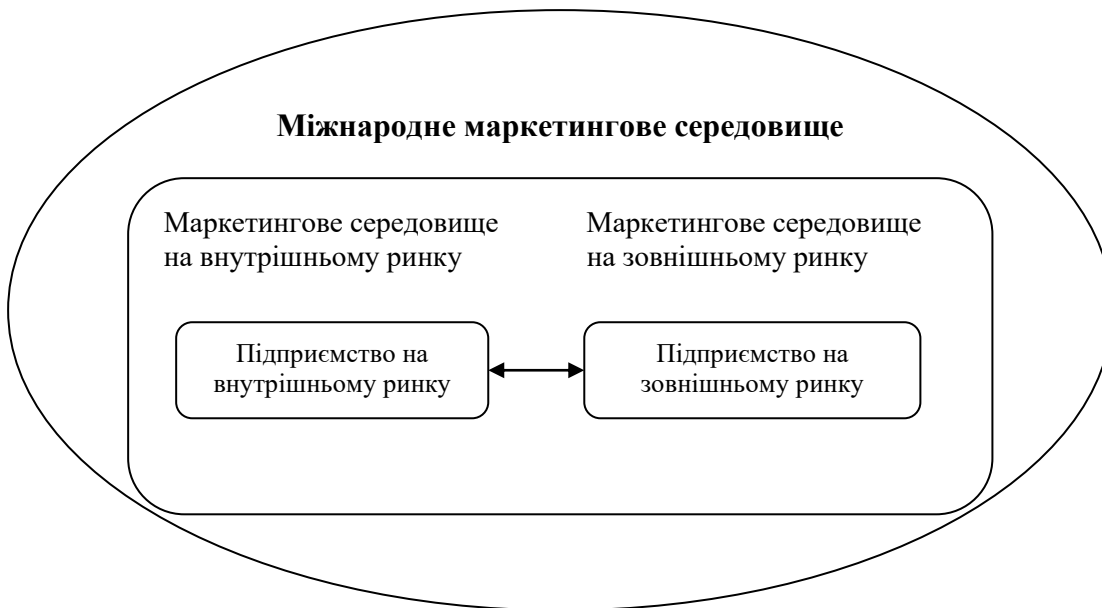 Міжнародне маркетингове середовище
Маркетингове середовище
на внутрішньому ринку
Маркетингове середовище
на зовнішньому ринку
Підприємство на
внутрішньому ринку
Підприємство на
зовнішньому ринку